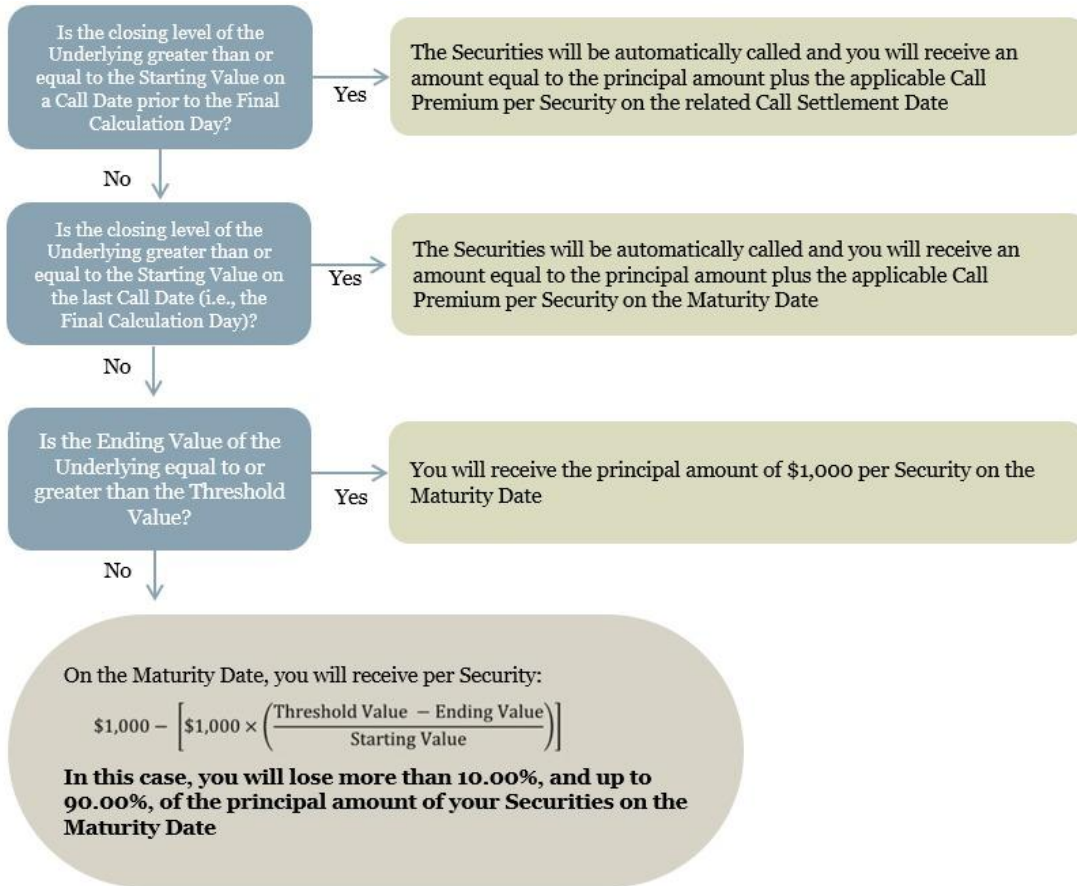 Is the closing level of the
Underlying greater than or
equal to the Starting Value on
a Call Date prior to the Final
Calculation Day?
Yes
The Securities will be automatically called and you will receive an
amount equal to the principal amount plus the applicable Call
Premium per Security on the related Call Settlement Date
No
Is the closing level of the
Underlying greater than or
equal to the Starting Value on
the last Call Date (i.e., the
Final Calculation Day)?
Yes
The Securities will be automatically called and you will receive an
amount equal to the principal amount plus the applicable Call
Premium per Security on the Maturity Date
No
Is the Ending Value of the
Underlying equal to or
greater than the Threshold
Value?
Yes
You will receive the principal amount of $1,000 per Security on the
Maturity Date
No
On the Maturity Date, you will receive per Security:
$1,000 − [$1,000 × (Threshold Value − Ending Value / Starting Value)]
In this case, you will lose more than 10.00%, and up to
90.00%, of the principal amount of your Securities on the
Maturity Date